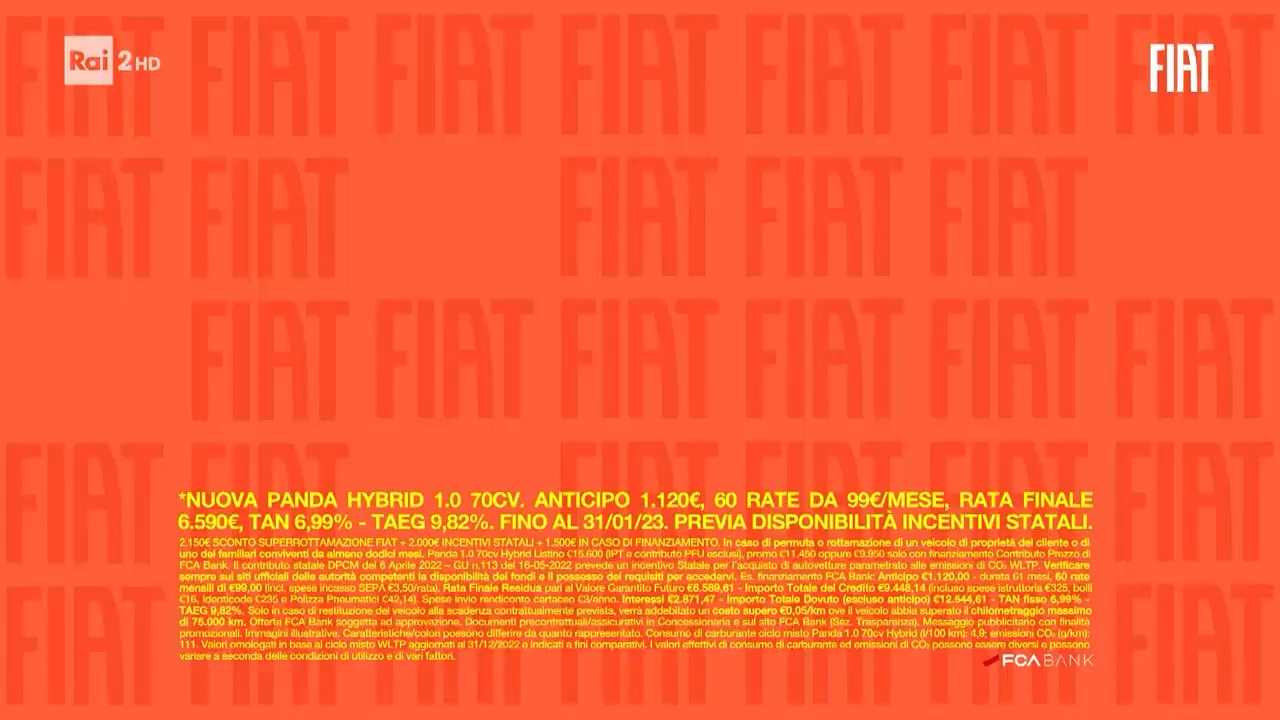 Rai 2 HD
FIAT
*NUOVA PANDA HYBRID 1.0 70CV. ANTICIPO 1.120€, 60 RATE DA 99€/MESE, RATA FINALE
6.590€, TAN 6,99% - TAEG 9,82%. FINO AL 31/01/23. PREVIA DISPONIBILITÀ INCENTIVI STATALI.
2.150€ SCONTO SUPERROTTAMAZIONE FIAT + 2.000€ INCENTIVI STATALI + 1.500€ IN CASO DI FINANZIAMENTO. In caso di permuta o rottamazione di un veicolo di proprietà del cliente o di
uno dei familiari conviventi da almeno dodici mesi. Panda 1.0 70cv Hybrid Listino €15.600 (IPT e contributo PFU esclusi), promo €11.450 oppure €9.950 solo con finanziamento Contributo Prezzo di
FCA Bank. Il contributo statale DPCM del 6 Aprile 2022 – GU n.113 del 16-05-2022 prevede un incentivo Statale per l'acquisto di autovetture parametrato alle emissioni di CO₂ WLTP. Verificare
sempre sui siti ufficiali delle autorità competenti la disponibilità dei fondi e il possesso dei requisiti per accedervi. Es. finanziamento FCA Bank: Anticipo €1.120,00 - durata 61 mesi, 60 rate
mensili di €99,00 (incl. spese incasso SEPA €3,50/rata). Rata Finale Residua pari al Valore Garantito Futuro €6.589,61 - Importo Totale del Credito €9.448,14 (incluso spese istruttoria €325, bolli
€16, Identicode €235 e Polizza Pneumatici €42,14). Spese invio rendiconto cartaceo €3/anno. Interessi €2.871,47 – Importo Totale Dovuto (escluso anticipo) €12.544,61 - TAN fisso 6,99% -
TAEG 9,82%. Solo in caso di restituzione del veicolo alla scadenza contrattualmente prevista, verrà addebitato un costo supero €0,05/km ove il veicolo abbia superato il chilometraggio massimo
di 75.000 km. Offerta FCA Bank soggetta ad approvazione. Documenti precontrattuali/assicurativi in Concessionaria e sul sito FCA Bank (Sez. Trasparenza). Messaggio pubblicitario con finalità
promozionali. Immagini illustrative. Caratteristiche/colori possono differire da quanto rappresentato. Consumo di carburante ciclo misto Panda 1.0 70cv Hybrid (l/100 km): 4,9; emissioni CO₂ (g/km):
111. Valori omologati in base al ciclo misto WLTP aggiornati al 31/12/2022 e indicati a fini comparativi. I valori effettivi di consumo di carburante ed emissioni di CO₂ possono essere diversi e possono
variare a seconda delle condizioni di utilizzo e di vari fattori.
FCA BANK